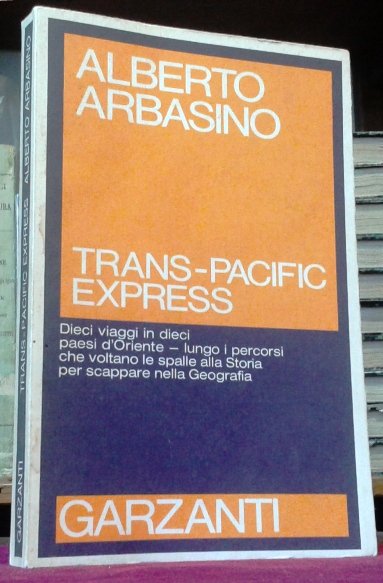 ALBERTO
ARBASINO
TRANS-PACIFIC
EXPRESS
Dieci viaggi in dieci
paesi d'Oriente – lungo i percorsi
che voltano le spalle alla Storia
per scappare nella Geografia
GARZANTI
GARZANTI TRANS-PACIFIC EXPRESS ALBERTO ARBASINO